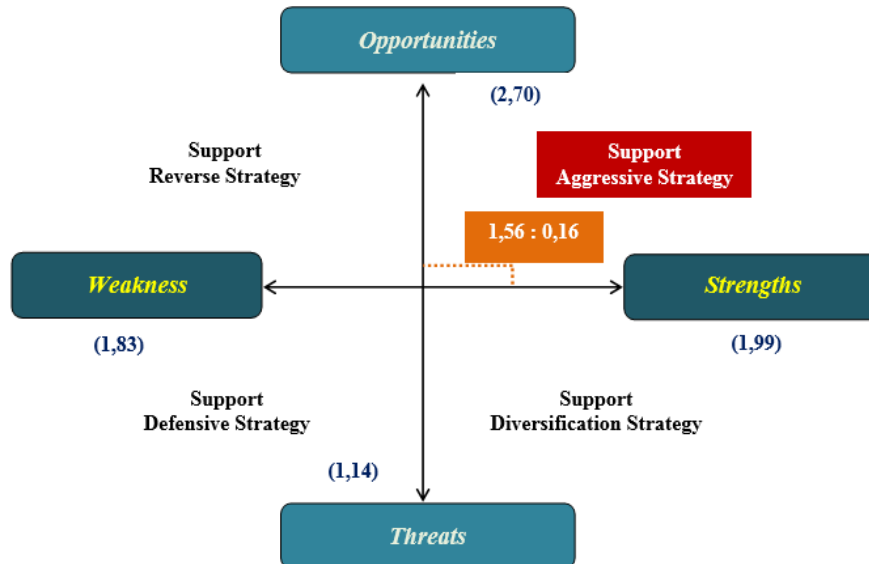 Opportunities
(2,70)
Support
Reverse Strategy
Support
Aggressive Strategy
1,56 : 0,16
Weakness
Strengths
(1,83)
(1,99)
Support
Defensive Strategy
Support
Diversification Strategy
(1,14)
Threats